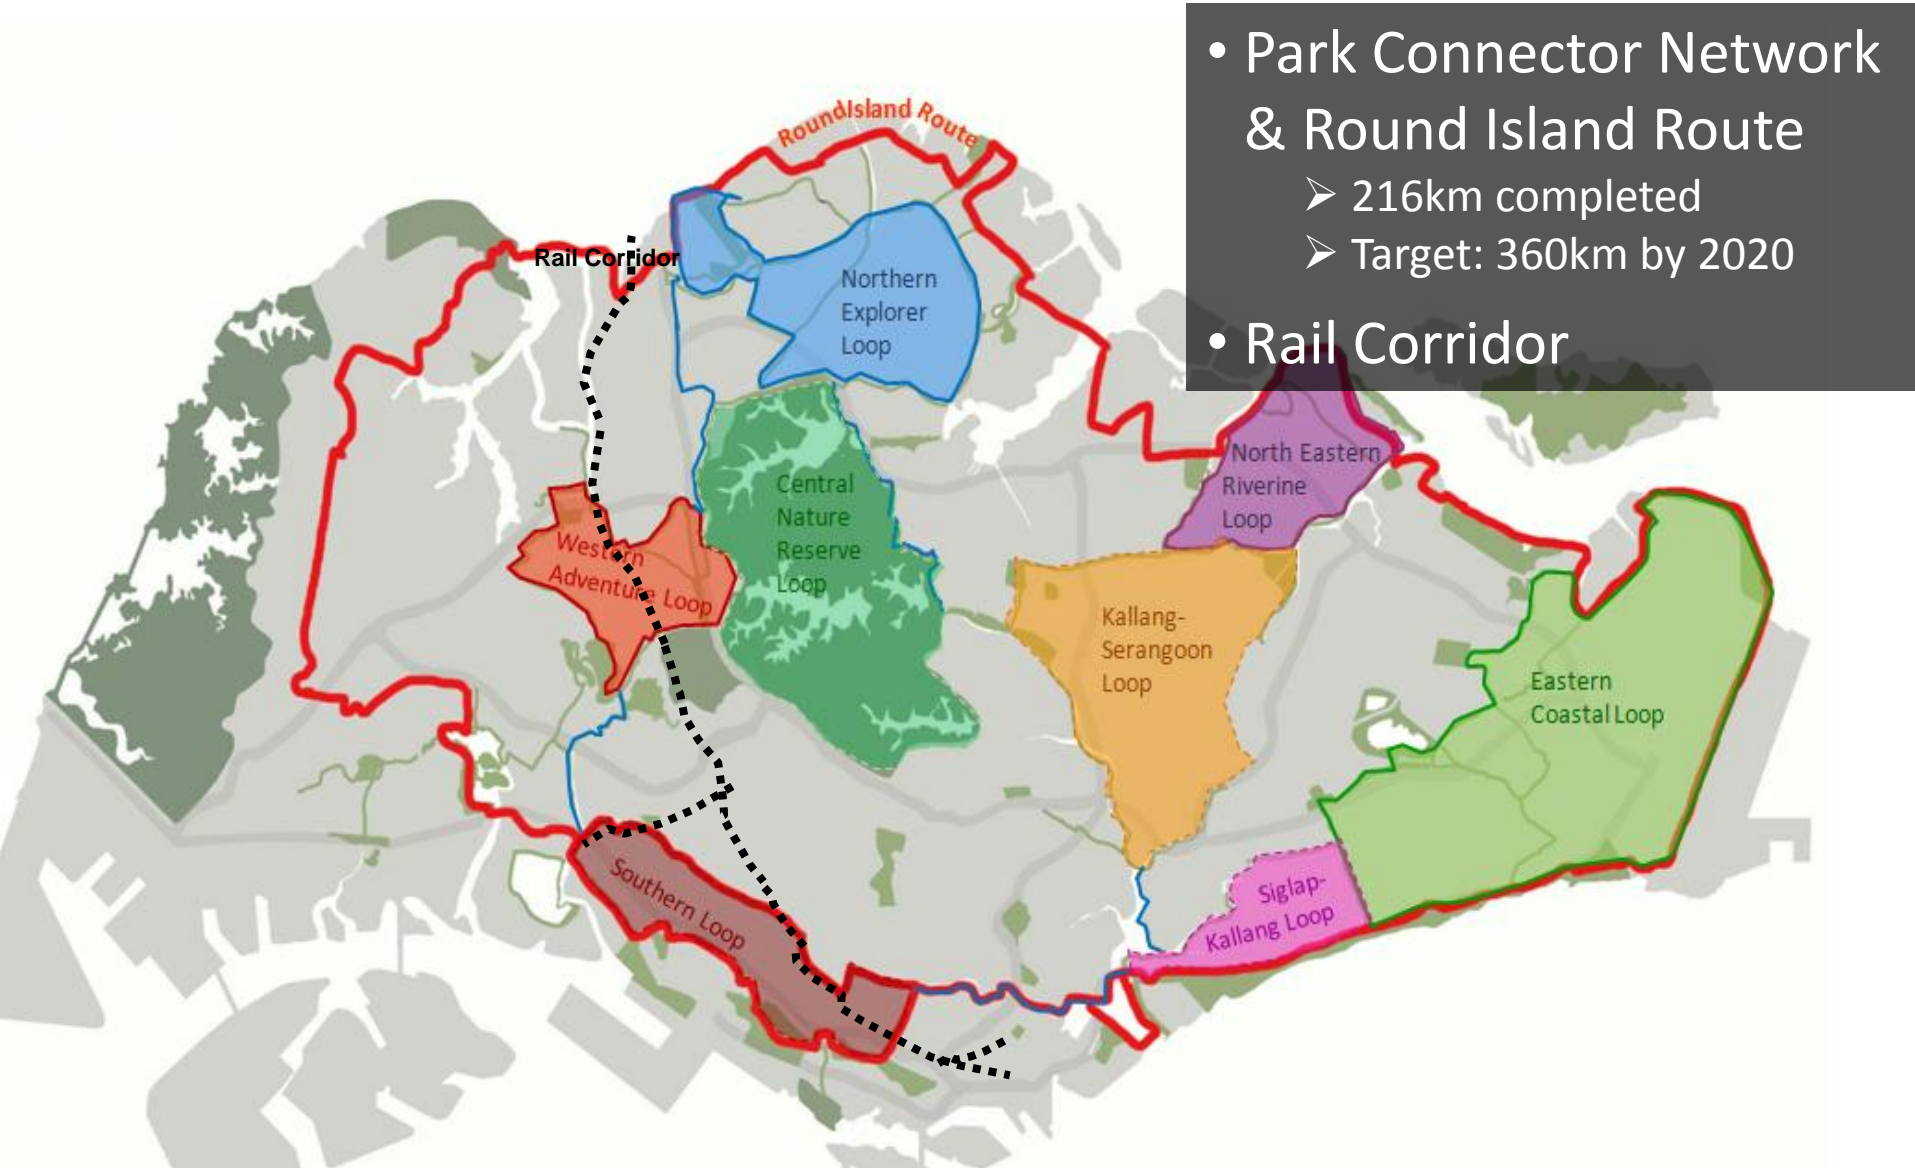 • Park Connector Network
& Round Island Route
➢ 216km completed
➢ Target: 360km by 2020
• Rail Corridor
RoundIsland Route
Rail Corridor
Northern
Explorer
Loop
North Eastern
Riverine
Loop
Central
Nature
Reserve
Loop
Western
Adventure Loop
Kallang-
Serangoon
Loop
Eastern
Coastal Loop
Southern Loop
Siglap-
Kallang Loop